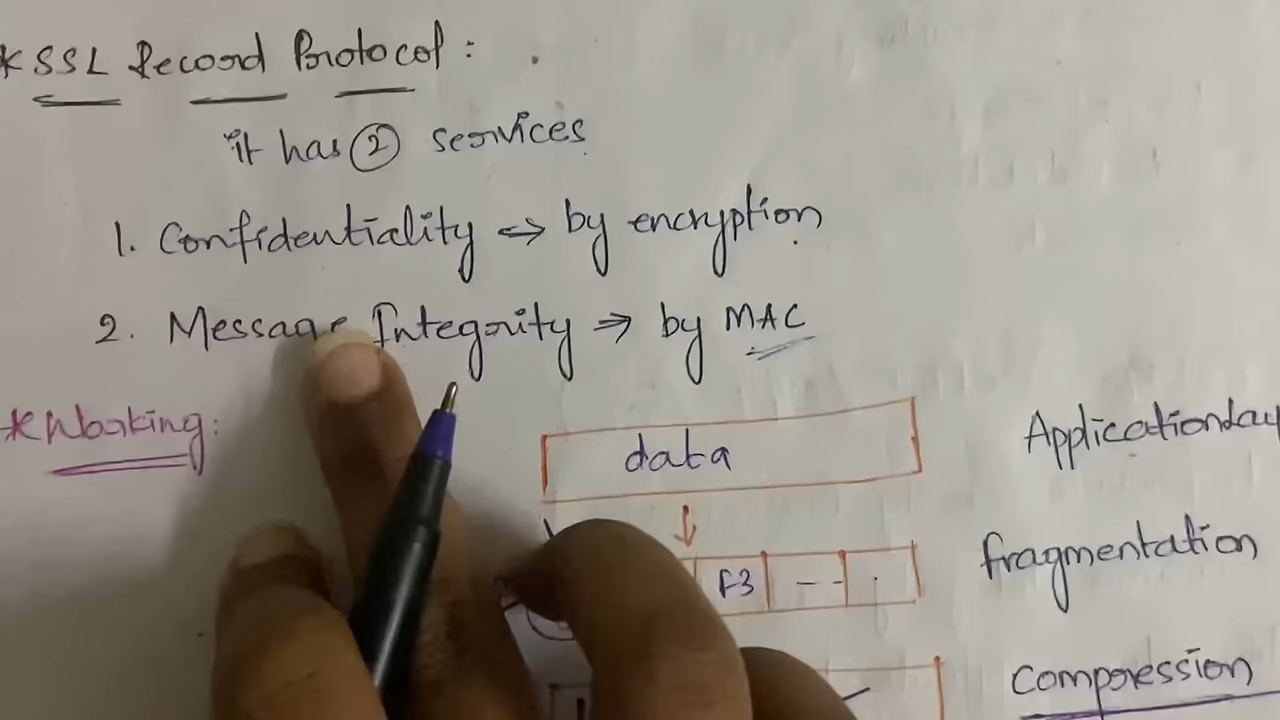 * SSL Record Protocol :
it has ② services
1. Confidentiality ⇔ by encryption
2. Message Integrity ⇒ by MAC
* Working:
data
Applicationlay
F3 -- .
fragmentation
compression